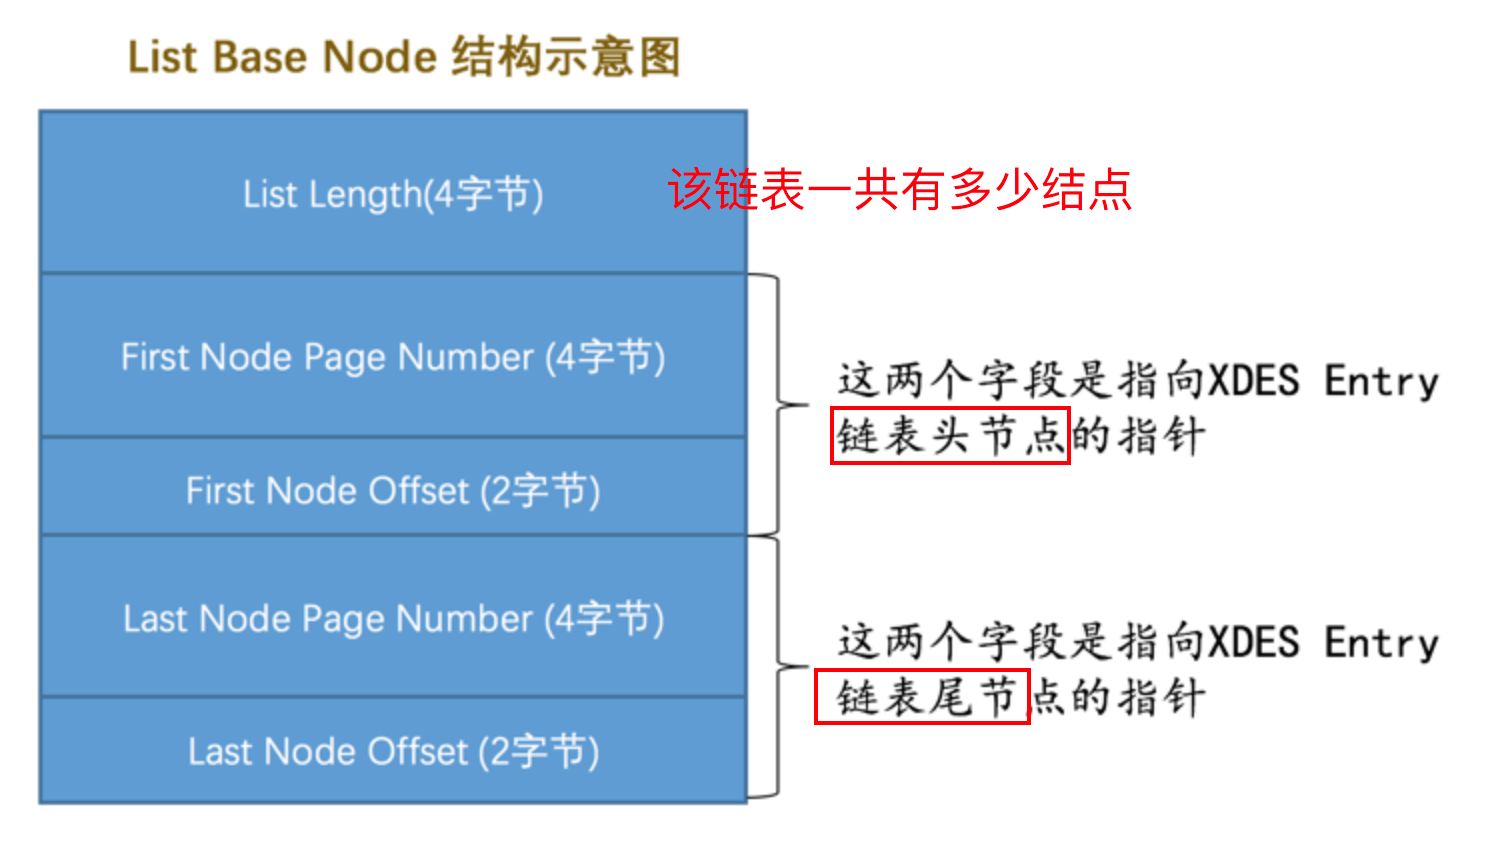 List Base Node 结构示意图
List Length(4字节)
该链表一共有多少结点
First Node Page Number (4字节)
First Node Offset (2字节)
这两个字段是指向XDES Entry
链表头节点的指针
Last Node Page Number (4字节)
Last Node Offset (2字节)
这两个字段是指向XDES Entry
链表尾节点的指针